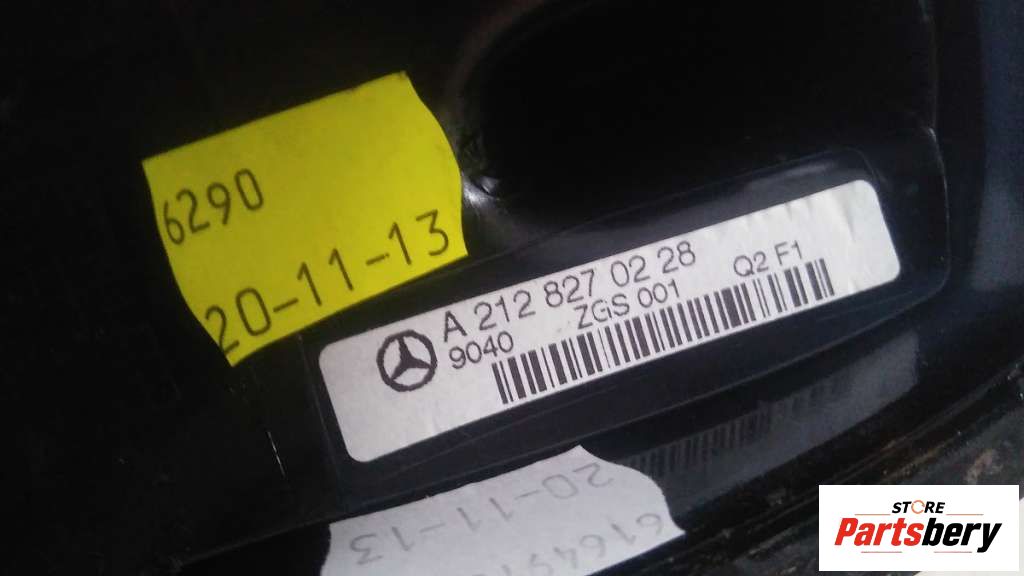 6290
20-11-13
A 212 827 02 28
9040 ZGS 001 Q2 F1
20-11-13
STORE
Partsbery